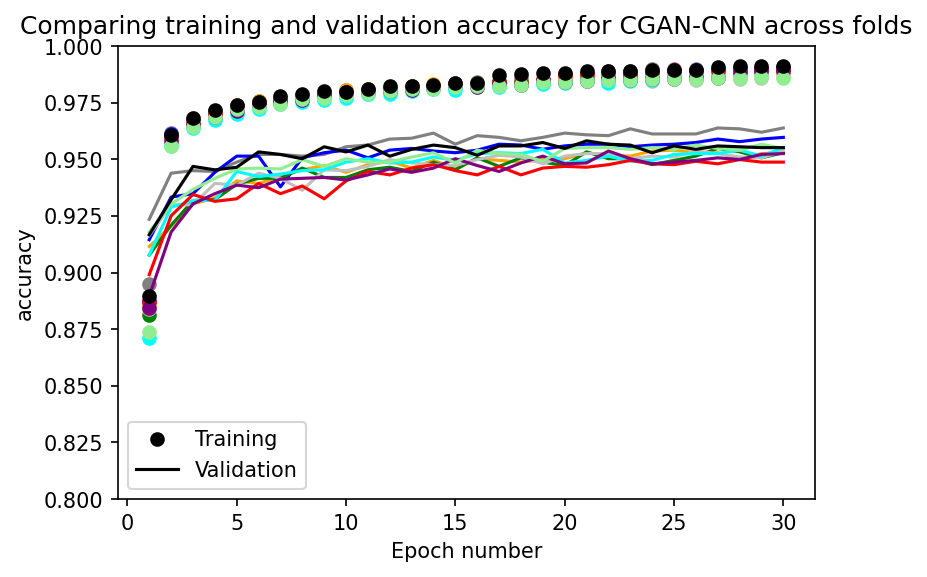 Comparing training and validation accuracy for CGAN-CNN across folds
1.000
0.975
0.950
0.925
0.900
0.875
0.850
0.825
0.800
accuracy
Training
Validation
0 5 10 15 20 25 30
Epoch number